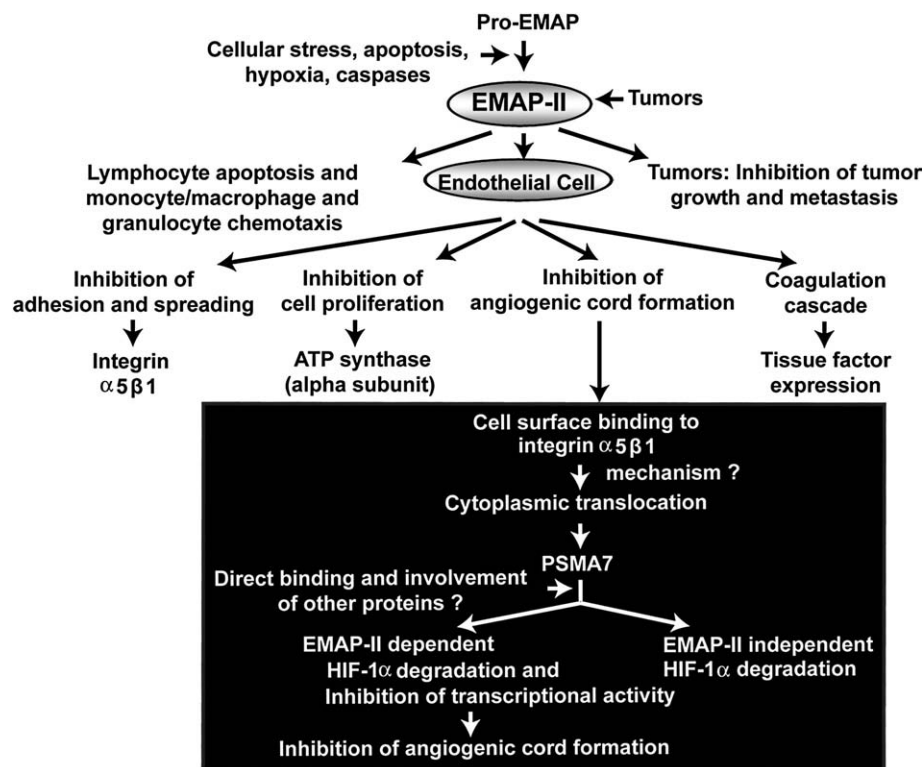 Pro-EMAP
Cellular stress, apoptosis,
hypoxia, caspases
EMAP-II
Tumors
Lymphocyte apoptosis and
monocyte/macrophage and
granulocyte chemotaxis
Endothelial Cell
Tumors: Inhibition of tumor
growth and metastasis
Inhibition of
adhesion and spreading
Integrin
α5β1
Inhibition of
cell proliferation
ATP synthase
(alpha subunit)
Inhibition of
angiogenic cord formation
Coagulation
cascade
Tissue factor
expression
Cell surface binding to
integrin α5β1
mechanism ?
Cytoplasmic translocation
PSMA7
Direct binding and involvement
of other proteins ?
EMAP-II dependent
HIF-1α degradation and
Inhibition of transcriptional activity
EMAP-II independent
HIF-1α degradation
Inhibition of angiogenic cord formation